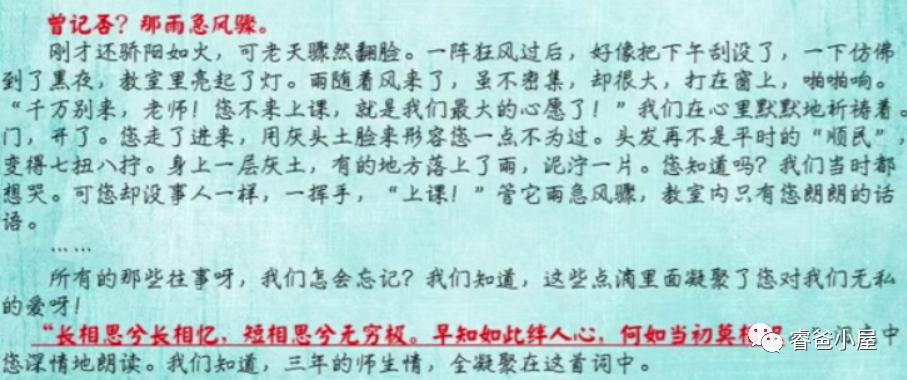 曾记否?那雨急风骤。
刚才还骄阳如火,可老天骤然翻脸。一阵狂风过后,好像把下午刮没了,一下仿佛
到了黑夜,教室里亮起了灯。雨随着风来了,虽不密集,却很大,打在窗上,啪啪响。
“千万别来,老师!您不来上课,就是我们最大的心愿了!”我们在心里默默地祈祷着。
门,开了。您走了进来,用灰头土脸来形容您一点不为过。头发再不是平时的“顺民”,
变得七扭八拧。身上一层灰土,有的地方落上了雨,泥泞一片。您知道吗?我们当时都
想哭。可您却没事人一样,一挥手,“上课!”管它雨急风骤,教室内只有您朗朗的话
语。
……
所有的那些往事呀,我们怎会忘记?我们知道,这些点滴里面凝聚了您对我们无私
的爱呀!
“长相思兮长相忆,短相思兮无穷极。早知如此绊人心,何如当初莫相 中
您深情地朗读。我们知道,三年的师生情,全凝聚在这首词中。
睿爸小屋